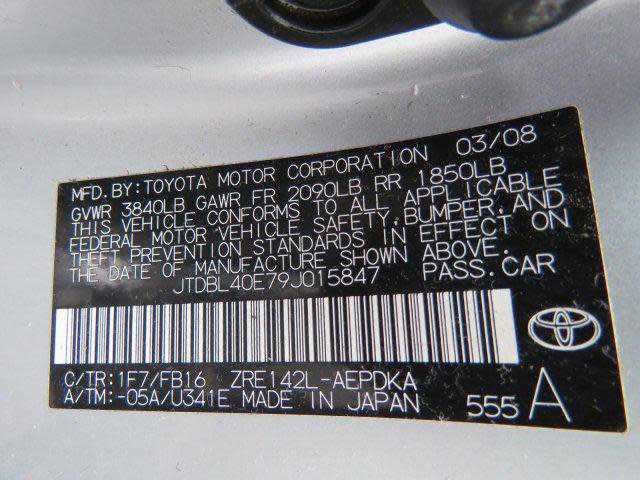 MFD. BY: TOYOTA MOTOR CORPORATION 03/08
GVWR 3840LB GAWR FR 2090LB RR 1850LB
THIS VEHICLE CONFORMS TO ALL APPLICABLE
FEDERAL MOTOR VEHICLE SAFETY, BUMPER, AND
THEFT PREVENTION STANDARDS IN EFFECT ON
THE DATE OF MANUFACTURE SHOWN ABOVE.
JTDBL40E79J015847 PASS. CAR
C/TR: 1F7/FB16 ZRE142L-AEPDKA
A/TM: -05A/U341E MADE IN JAPAN 555 A